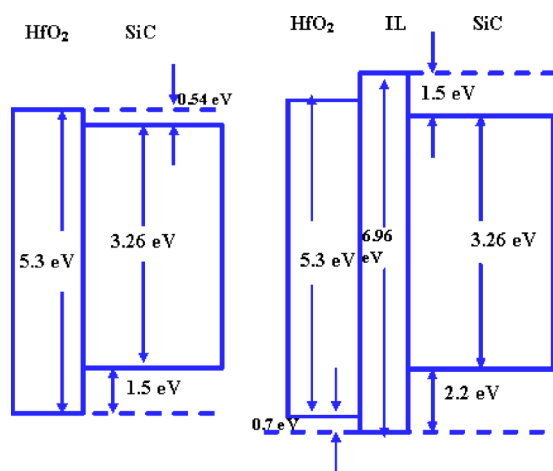 HfO₂ SiC
0.54 eV
3.26 eV
5.3 eV
1.5 eV
HfO₂ IL SiC
1.5 eV
6.96
eV
3.26 eV
5.3 eV
2.2 eV
0.7 eV